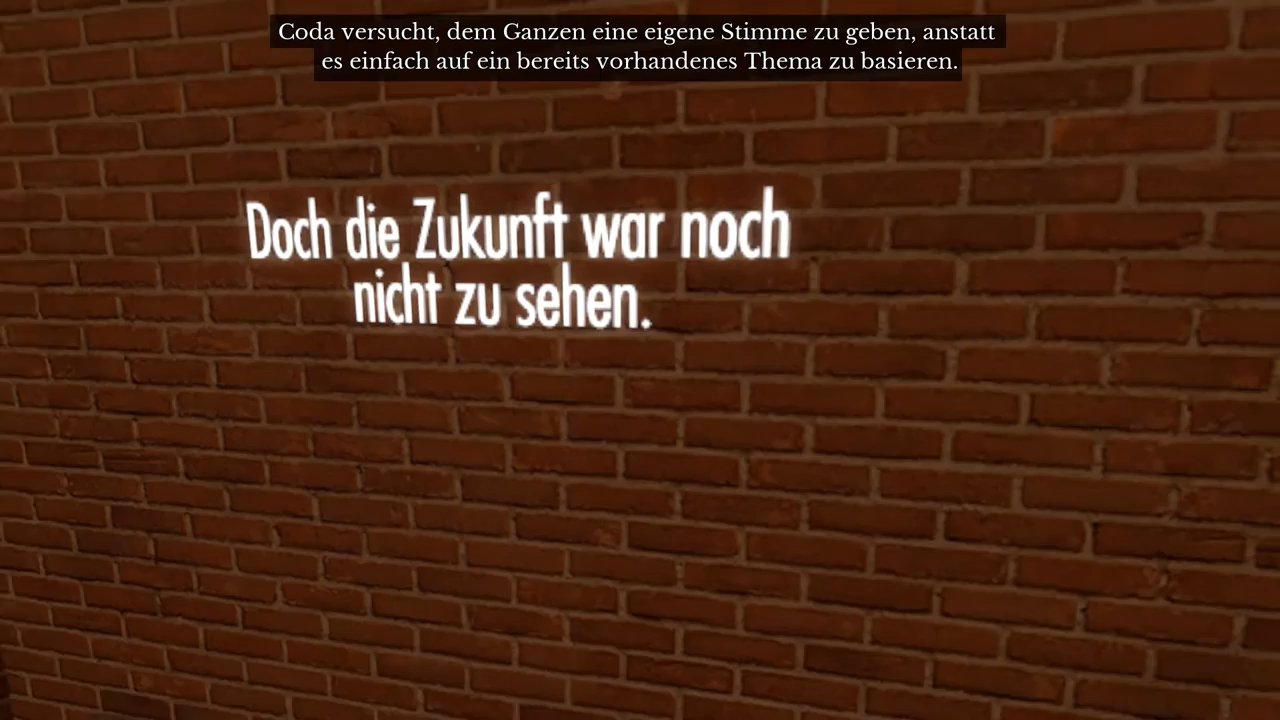 Coda versucht, dem Ganzen eine eigene Stimme zu geben, anstatt
es einfach auf ein bereits vorhandenes Thema zu basieren.
Doch die Zukunft war noch
nicht zu sehen.